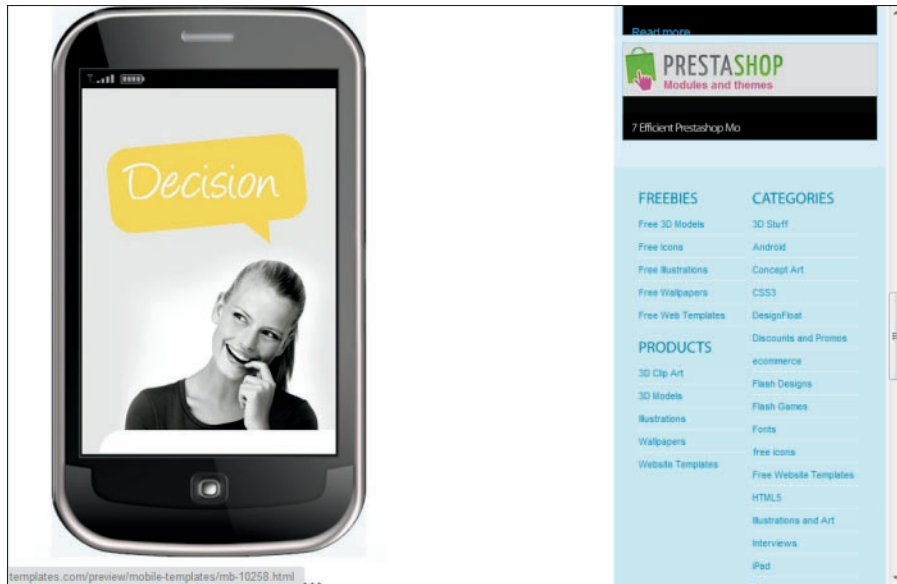 Decision
Read more
PRESTASHOP
Modules and themes
7 Efficient Prestashop Mo
FREEBIES
Free 3D Models
Free Icons
Free Illustrations
Free Wallpapers
Free Web Templates
PRODUCTS
3D Clip Art
3D Models
Illustrations
Wallpapers
Website Templates
CATEGORIES
3D Stuff
Android
Concept Art
CSS3
DesignFloat
Discounts and Promos
ecommerce
Flash Designs
Flash Games
Fonts
free icons
Free Website Templates
HTML5
Illustrations and Art
Interviews
iPad
templates.com/preview/mobile-templates/mb-10258.html